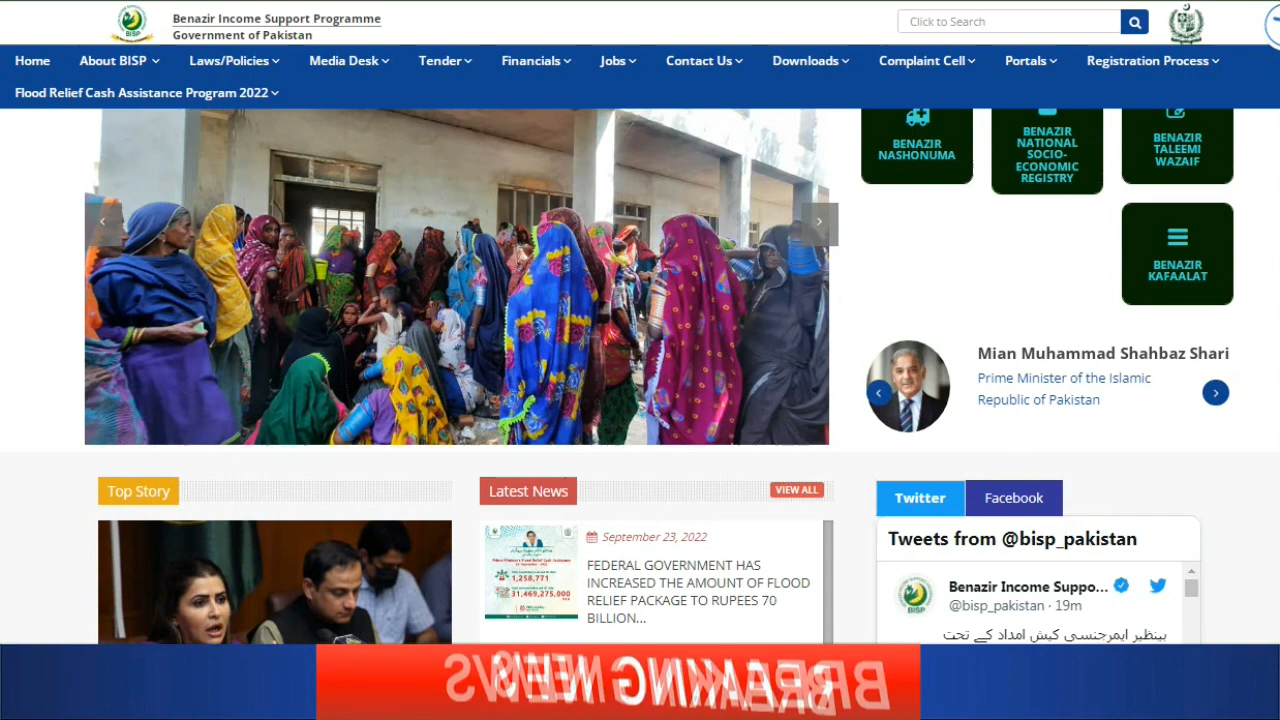 Benazir Income Support Programme
Government of Pakistan
Click to Search
BISP
Home About BISP Laws/Policies Media Desk Tender Financials Jobs Contact Us Downloads Complaint Cell Portals Registration Process
Flood Relief Cash Assistance Program 2022
BENAZIR
NASHONUMA
BENAZIR
NATIONAL
SOCIO-
ECONOMIC
REGISTRY
BENAZIR
TALEEMI
WAZAIF
BENAZIR
KAFAALAT
Mian Muhammad Shahbaz Shari
Prime Minister of the Islamic
Republic of Pakistan
Top Story
Latest News
VIEW ALL
September 23, 2022
FEDERAL GOVERNMENT HAS
INCREASED THE AMOUNT OF FLOOD
RELIEF PACKAGE TO RUPEES 70
BILLION...
1,258,771
31,469,275,000
Twitter Facebook
Tweets from @bisp_pakistan
BISP
Benazir Income Suppo...
@bisp_pakistan · 19m
بینظیر ایمرجنسی کیش امداد کے تحت
BREAKING NEWS